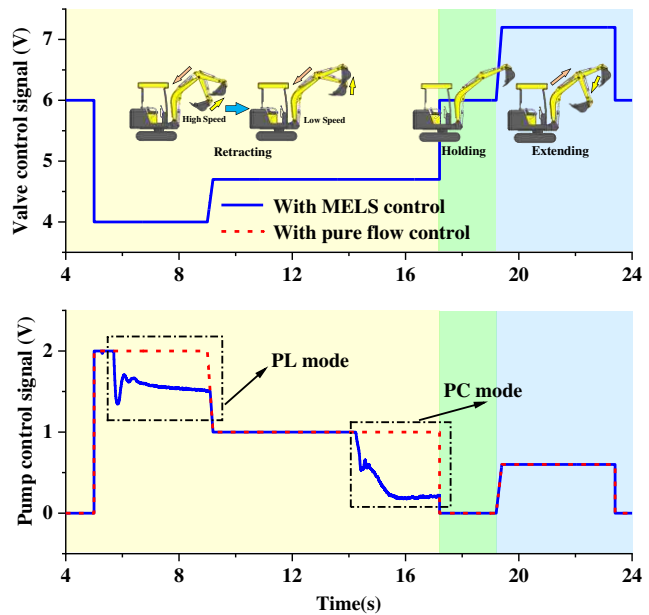 Valve control signal (V)
7
6
5
4
High Speed
Low Speed
Retracting
Holding
Extending
With MELS control
With pure flow control
4
8
12
16
20
24
Pump control signal (V)
2
1
0
PL mode
PC mode
4
8
12
16
20
24
Time(s)